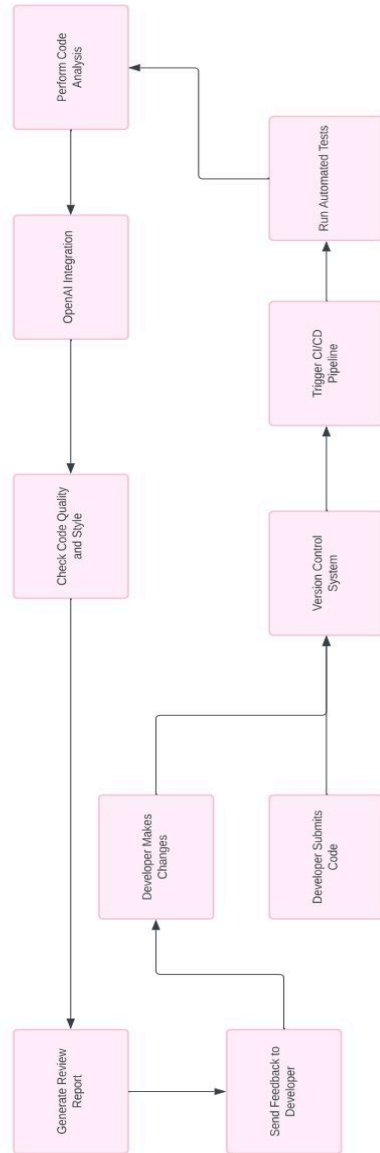 Developer Submits
Code
Version Control
System
Trigger CI/CD
Pipeline
Run Automated Tests
Perform Code
Analysis
OpenAI Integration
Check Code Quality
and Style
Generate Review
Report
Send Feedback to
Developer
Developer Makes
Changes